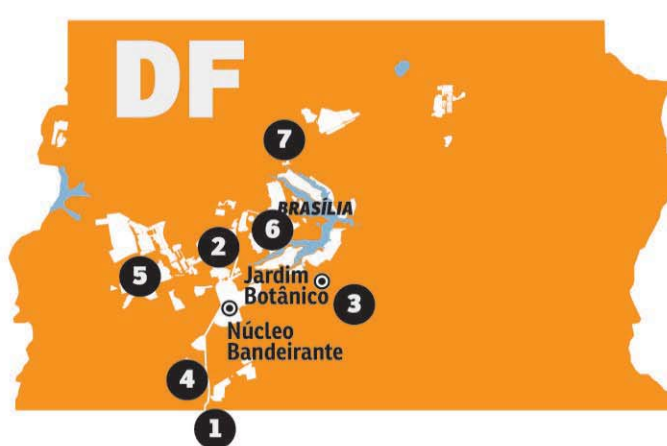 DF
7
BRASÍLIA
6
2
5
Jardim
Botânico
3
Núcleo
Bandeirante
4
1